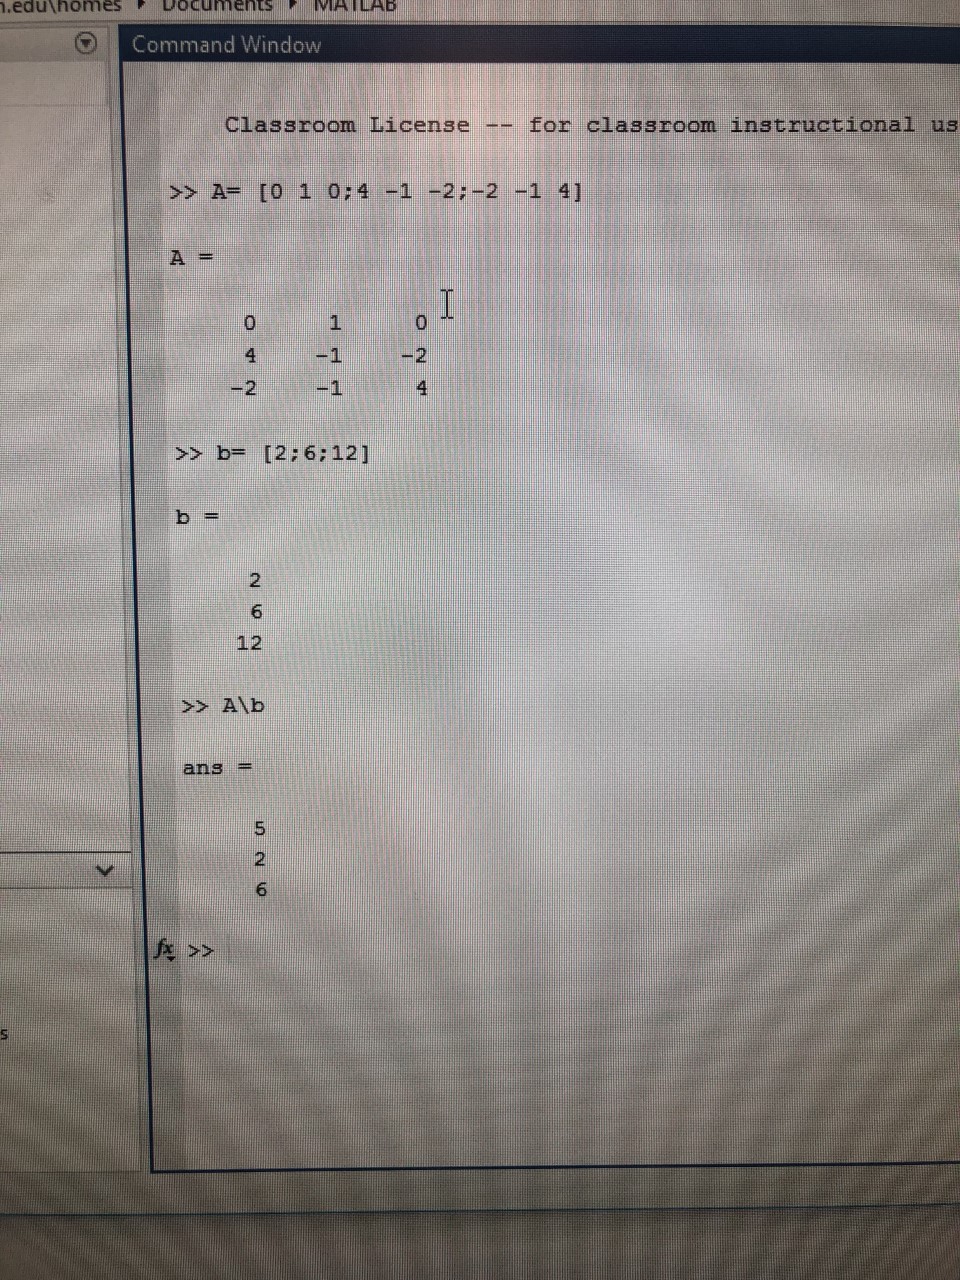 n.edu\homes ▸ Documents ▸ MATLAB
Command Window
Classroom License -- for classroom instructional us
>> A= [0 1 0;4 -1 -2;-2 -1 4]
A =
0 1 0
4 -1 -2
-2 -1 4
>> b= [2;6;12]
b =
2
6
12
>> A\b
ans =
5
2
6
fx >>
s